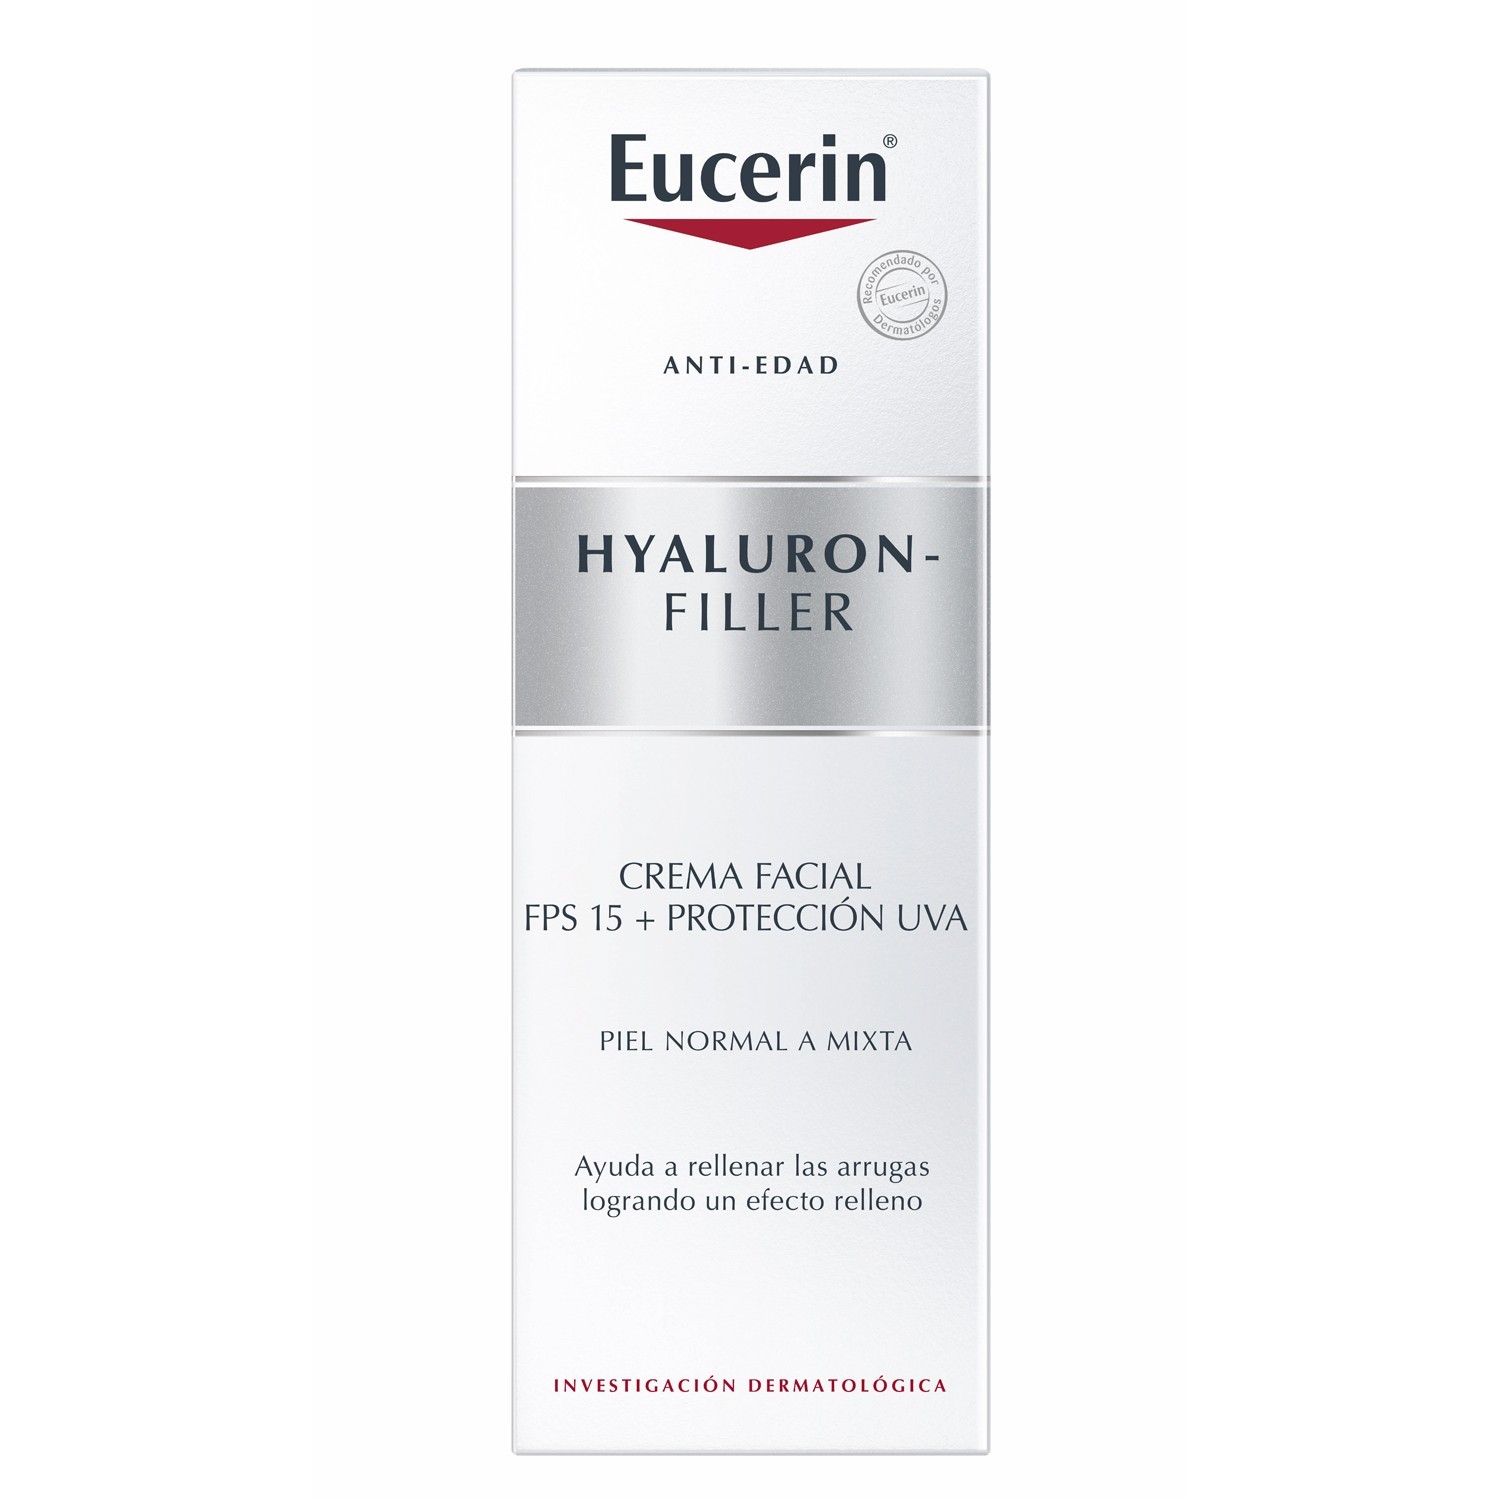 Eucerin®
Recomendado por
Eucerin
Dermatólogos
ANTI-EDAD
HYALURON-
FILLER
CREMA FACIAL
FPS 15 + PROTECCIÓN UVA
PIEL NORMAL A MIXTA
Ayuda a rellenar las arrugas
logrando un efecto relleno
INVESTIGACIÓN DERMATOLÓGICA